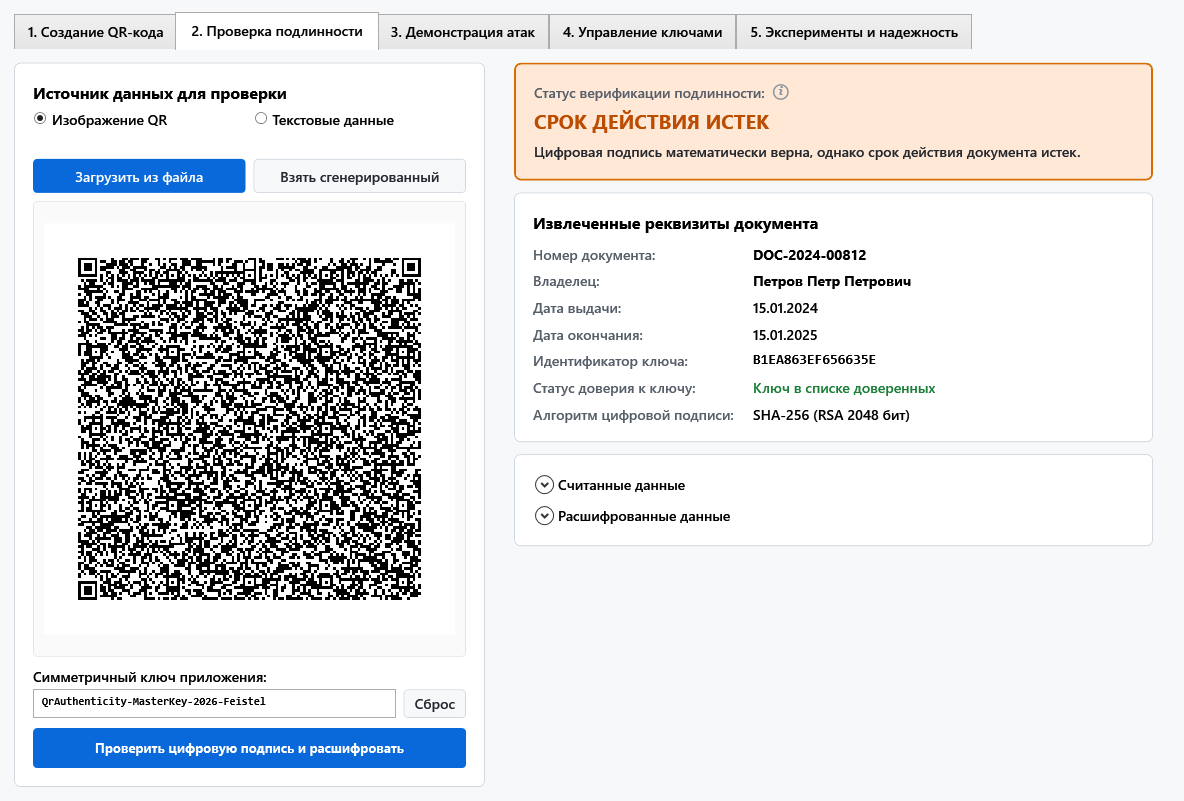 1. Создание QR-кода
2. Проверка подлинности
3. Демонстрация атак
4. Управление ключами
5. Эксперименты и надежность
Источник данных для проверки
Изображение QR
Текстовые данные
Загрузить из файла
Взять сгенерированный
Симметричный ключ приложения:
QrAuthenticity-MasterKey-2026-Feistel
Сброс
Проверить цифровую подпись и расшифровать
Статус верификации подлинности:
СРОК ДЕЙСТВИЯ ИСТЕК
Цифровая подпись математически верна, однако срок действия документа истек.
Извлеченные реквизиты документа
Номер документа: DOC-2024-00812
Владелец: Петров Петр Петрович
Дата выдачи: 15.01.2024
Дата окончания: 15.01.2025
Идентификатор ключа: B1EA863EF656635E
Статус доверия к ключу: Ключ в списке доверенных
Алгоритм цифровой подписи: SHA-256 (RSA 2048 бит)
Считанные данные
Расшифрованные данные